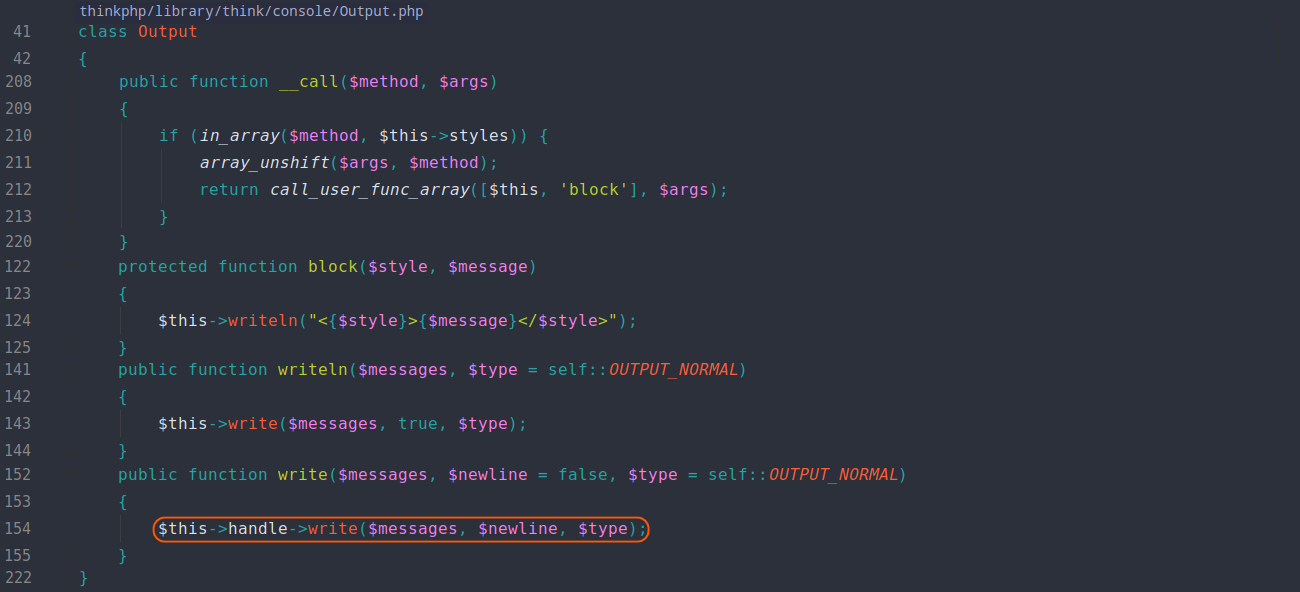 thinkphp/library/think/console/Output.php
41 class Output
42 {
208 public function __call($method, $args)
209 {
210 if (in_array($method, $this->styles)) {
211 array_unshift($args, $method);
212 return call_user_func_array([$this, 'block'], $args);
213 }
220 }
122 protected function block($style, $message)
123 {
124 $this->writeln("<{$style}>{$message}</$style>");
125 }
141 public function writeln($messages, $type = self::OUTPUT_NORMAL)
142 {
143 $this->write($messages, true, $type);
144 }
152 public function write($messages, $newline = false, $type = self::OUTPUT_NORMAL)
153 {
154 $this->handle->write($messages, $newline, $type);
155 }
222 }